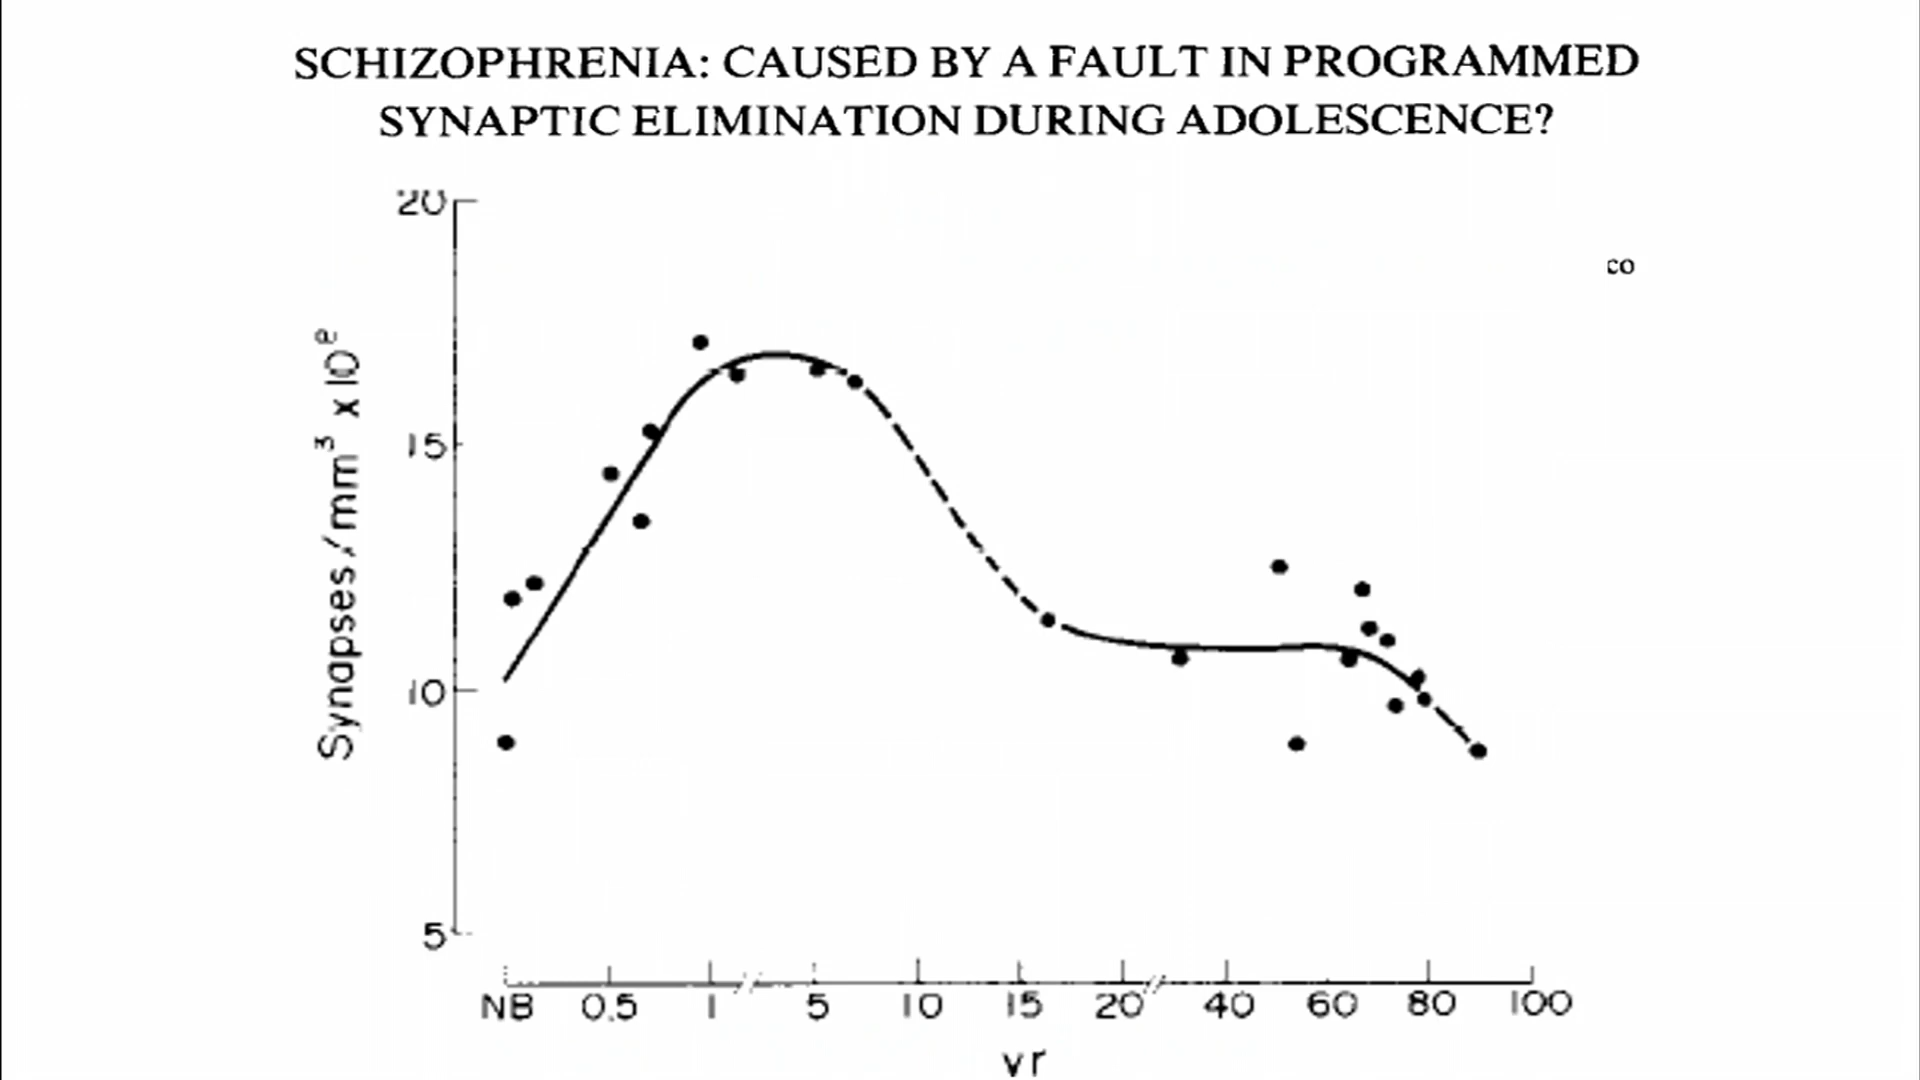 SCHIZOPHRENIA: CAUSED BY A FAULT IN PROGRAMMED
SYNAPTIC ELIMINATION DURING ADOLESCENCE?
20
15
10
5
Synapses/mm³ x 10⁸
co
NB 0.5 1 5 10 15 20 40 60 80 100
yr